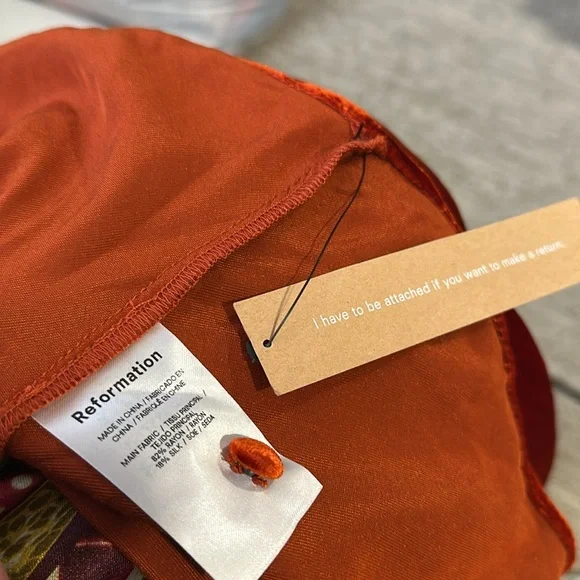 I have to be attached if you want to make a return.
Reformation
MADE IN CHINA / FABRICADO EN
CHINA / FABRIQUÉ EN CHINE
MAIN FABRIC / TISSU PRINCIPAL /
TEJIDO PRINCIPAL
82% RAYON / RAYÓN
18% SILK / SOIE / SEDA